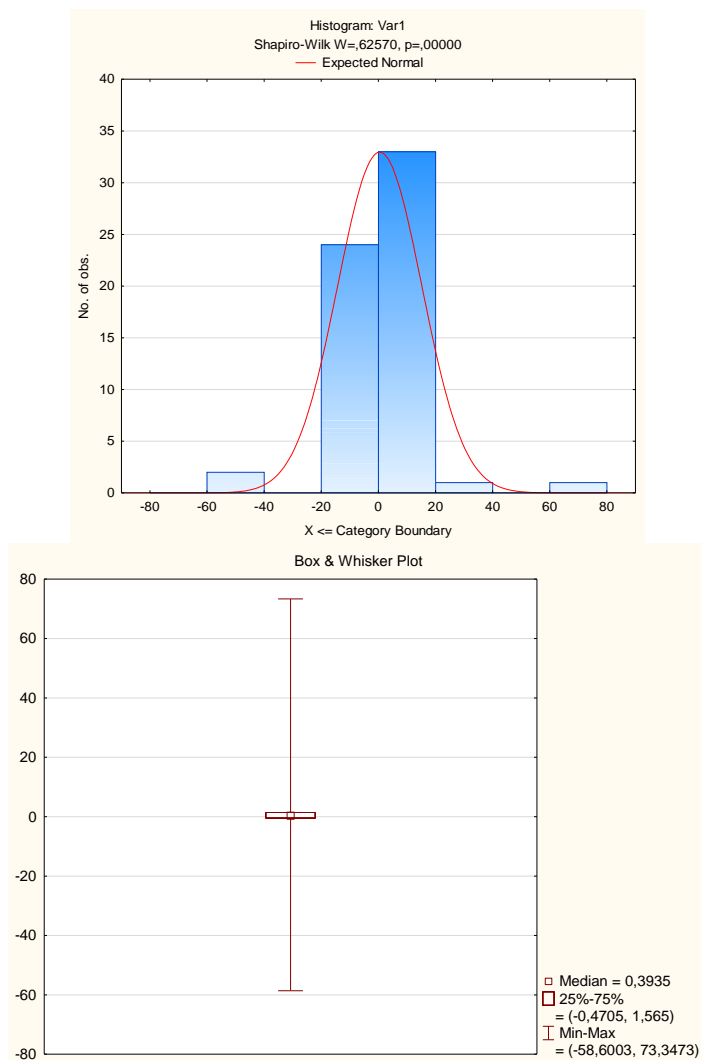 Histogram: Var1
Shapiro-Wilk W=,62570, p=,00000
Expected Normal
40
35
30
25
20
15
10
5
0
No. of obs.
-80 -60 -40 -20 0 20 40 60 80
X <= Category Boundary
Box & Whisker Plot
80
60
40
20
0
-20
-40
-60
-80
Median = 0,3935
25%-75%
= (-0,4705, 1,565)
Min-Max
= (-58,6003, 73,3473)